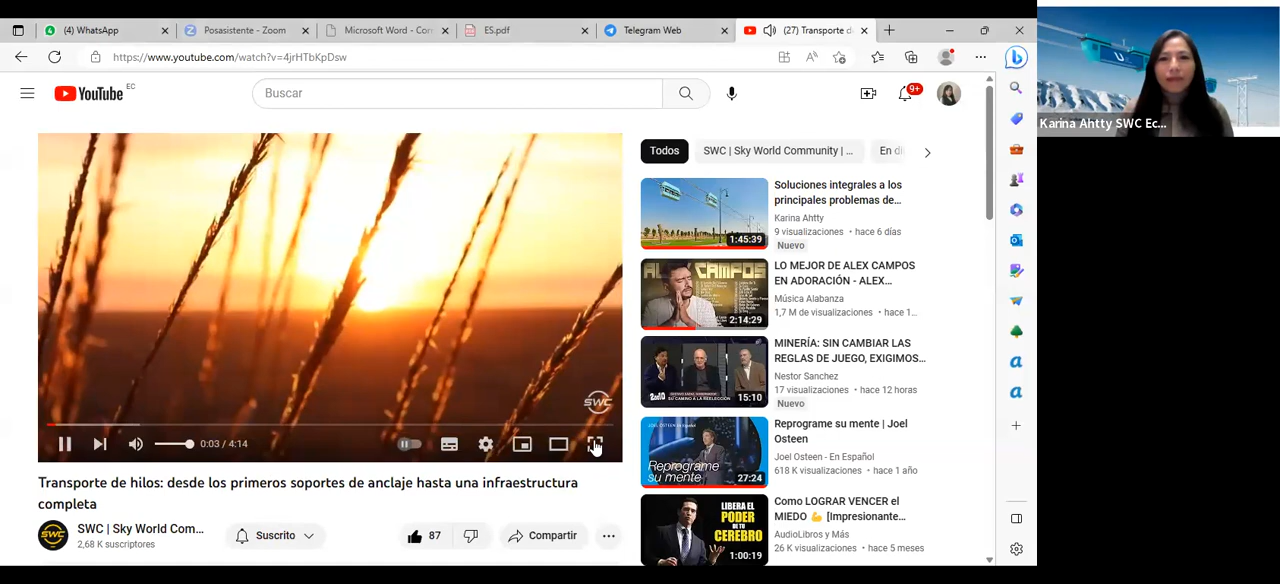 (4) WhatsApp
Posasistente - Zoom
Microsoft Word - Con
ES.pdf
Telegram Web
(27) Transporte d
https://www.youtube.com/watch?v=4jrHTbKpDsw
YouTube EC
Buscar
9+
Karina Ahtty SWC Ec...
Todos
SWC | Sky World Community | ...
En di
SWC
0:03 / 4:14
Transporte de hilos: desde los primeros soportes de anclaje hasta una infraestructura
completa
SWC
SWC | Sky World Com...
2,68 K suscriptores
Suscrito
87
Compartir
1:45:39
Soluciones integrales a los
principales problemas de...
Karina Ahtty
9 visualizaciones • hace 6 días
Nuevo
ALEX CAMPOS
2:14:29
LO MEJOR DE ALEX CAMPOS
EN ADORACIÓN - ALEX...
Música Alabanza
1,7 M de visualizaciones • hace 1...
15:10
MINERÍA: SIN CAMBIAR LAS
REGLAS DE JUEGO, EXIGIMOS...
Nestor Sanchez
17 visualizaciones • hace 12 horas
Nuevo
JOEL OSTEEN en Español
Reprograme
su mente
27:24
Reprograme su mente | Joel
Osteen
Joel Osteen - En Español
618 K visualizaciones • hace 1 año
LIBERA EL
PODER
DE TU
CEREBRO
1:00:19
Como LOGRAR VENCER el
MIEDO 💪 [Impresionante...
AudioLibros y Más
26 K visualizaciones • hace 5 meses